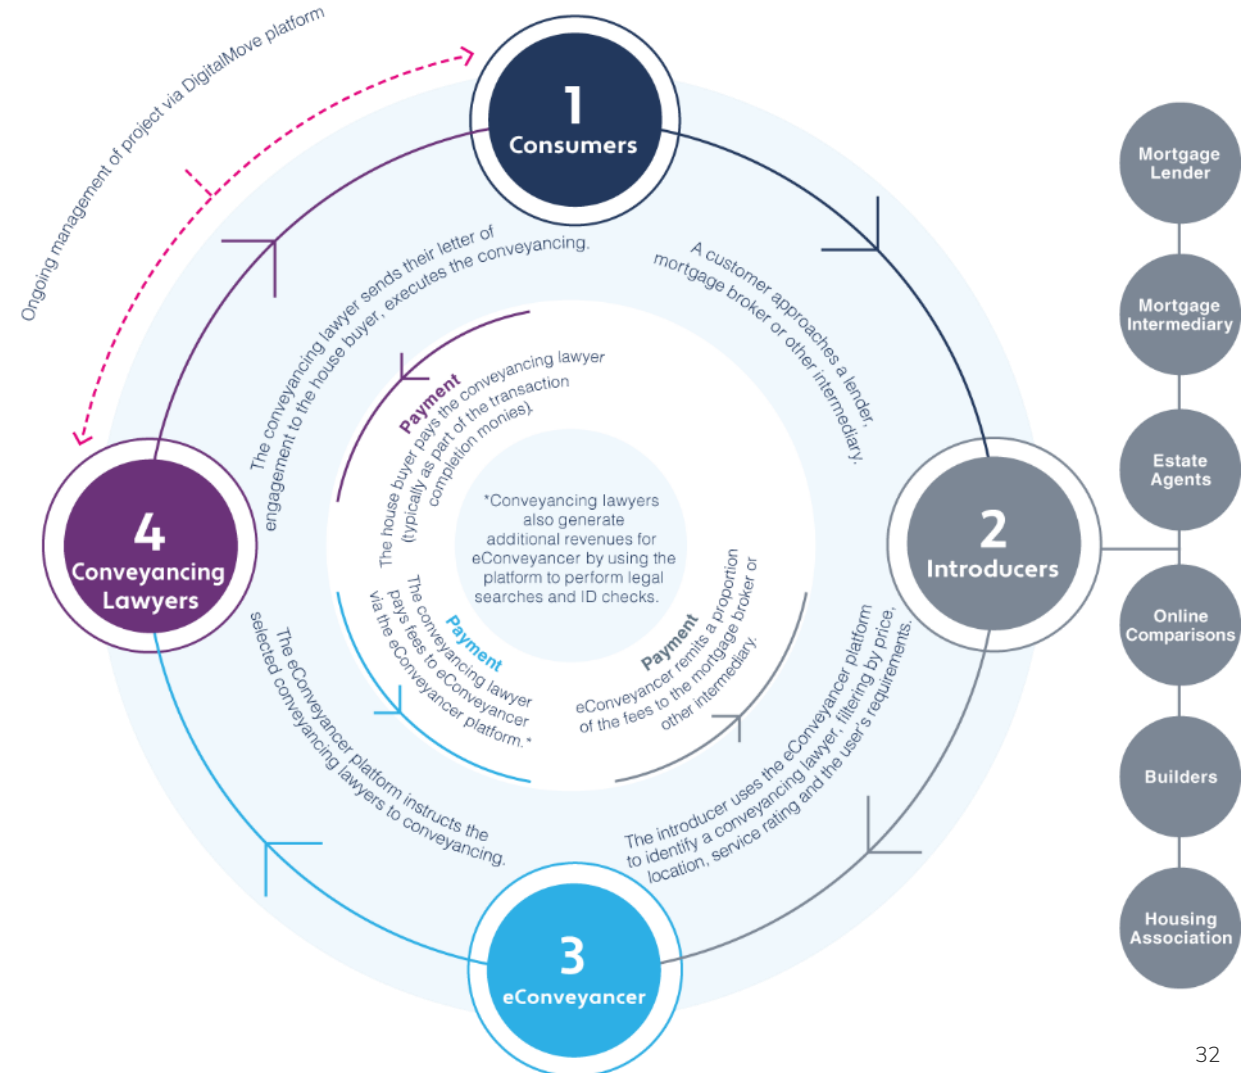 Ongoing management of project via DigitalMove platform
1
Consumers
A customer approaches a lender,
mortgage broker or other intermediary.
2
Introducers
Mortgage
Lender
Mortgage
Intermediary
Estate
Agents
Online
Comparisons
Builders
Housing
Association
The introducer uses the eConveyancer platform
to identify a conveyancing lawyer, filtering by price,
location, service rating and the user's requirements.
3
eConveyancer
The eConveyancer platform instructs the
selected conveyancing lawyers to conveyancing.
4
Conveyancing
Lawyers
The conveyancing lawyer sends their letter of
engagement to the house buyer, executes the conveyancing.
Payment
The house buyer pays the conveyancing lawyer
(typically as part of the transaction
completion monies).
Payment
The conveyancing lawyer
pays fees to eConveyancer
via the eConveyancer platform.*
Payment
eConveyancer remits a proportion
of the fees to the mortgage broker or
other intermediary.
*Conveyancing lawyers
also generate
additional revenues for
eConveyancer by using the
platform to perform legal
searches and ID checks.
32